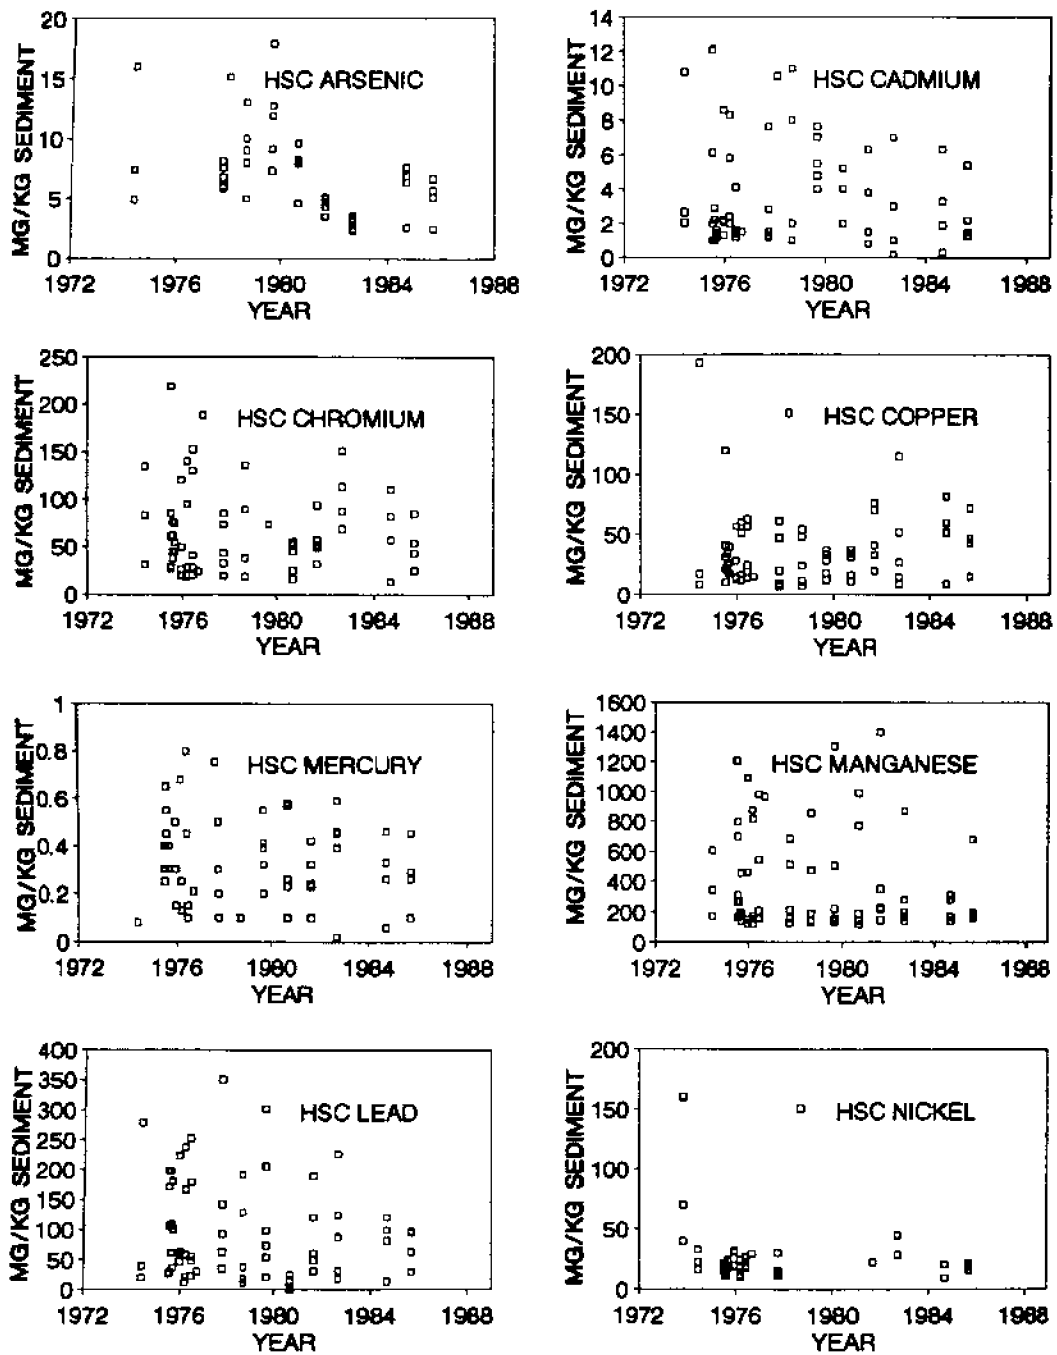 20
15
10
5
0
MG/KG SEDIMENT
HSC ARSENIC
1972 1976 1980 1984 1988
YEAR
14
12
10
8
6
4
2
0
MG/KG SEDIMENT
HSC CADMIUM
1972 1976 1980 1984 1988
YEAR
250
200
150
100
50
0
MG/KG SEDIMENT
HSC CHROMIUM
1972 1976 1980 1984 1988
YEAR
200
150
100
50
0
MG/KG SEDIMENT
HSC COPPER
1972 1976 1980 1984 1988
YEAR
1
0.8
0.6
0.4
0.2
0
MG/KG SEDIMENT
HSC MERCURY
1972 1976 1980 1984 1988
YEAR
1600
1400
1200
1000
800
600
400
200
0
MG/KG SEDIMENT
HSC MANGANESE
1972 1976 1980 1984 1988
YEAR
400
350
300
250
200
150
100
50
0
MG/KG SEDIMENT
HSC LEAD
1972 1976 1980 1984 1988
YEAR
200
150
100
50
0
MG/KG SEDIMENT
HSC NICKEL
1972 1976 1980 1984 1988
YEAR